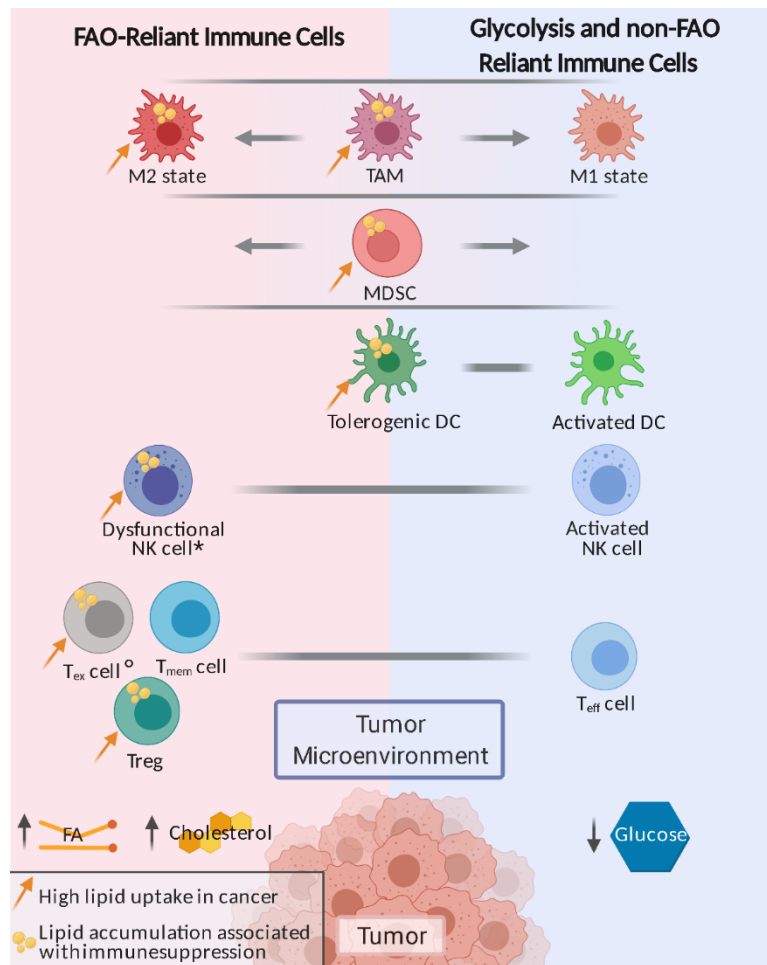 FAO-Reliant Immune Cells
Glycolysis and non-FAO
Reliant Immune Cells
M2 state
TAM
M1 state
MDSC
Tolerogenic DC
Activated DC
Dysfunctional
NK cell*
Activated
NK cell
Tex cell°
Tmem cell
Teff cell
Treg
Tumor
Microenvironment
FA
Cholesterol
Glucose
High lipid uptake in cancer
Lipid accumulation associated
withimmunesuppression
Tumor